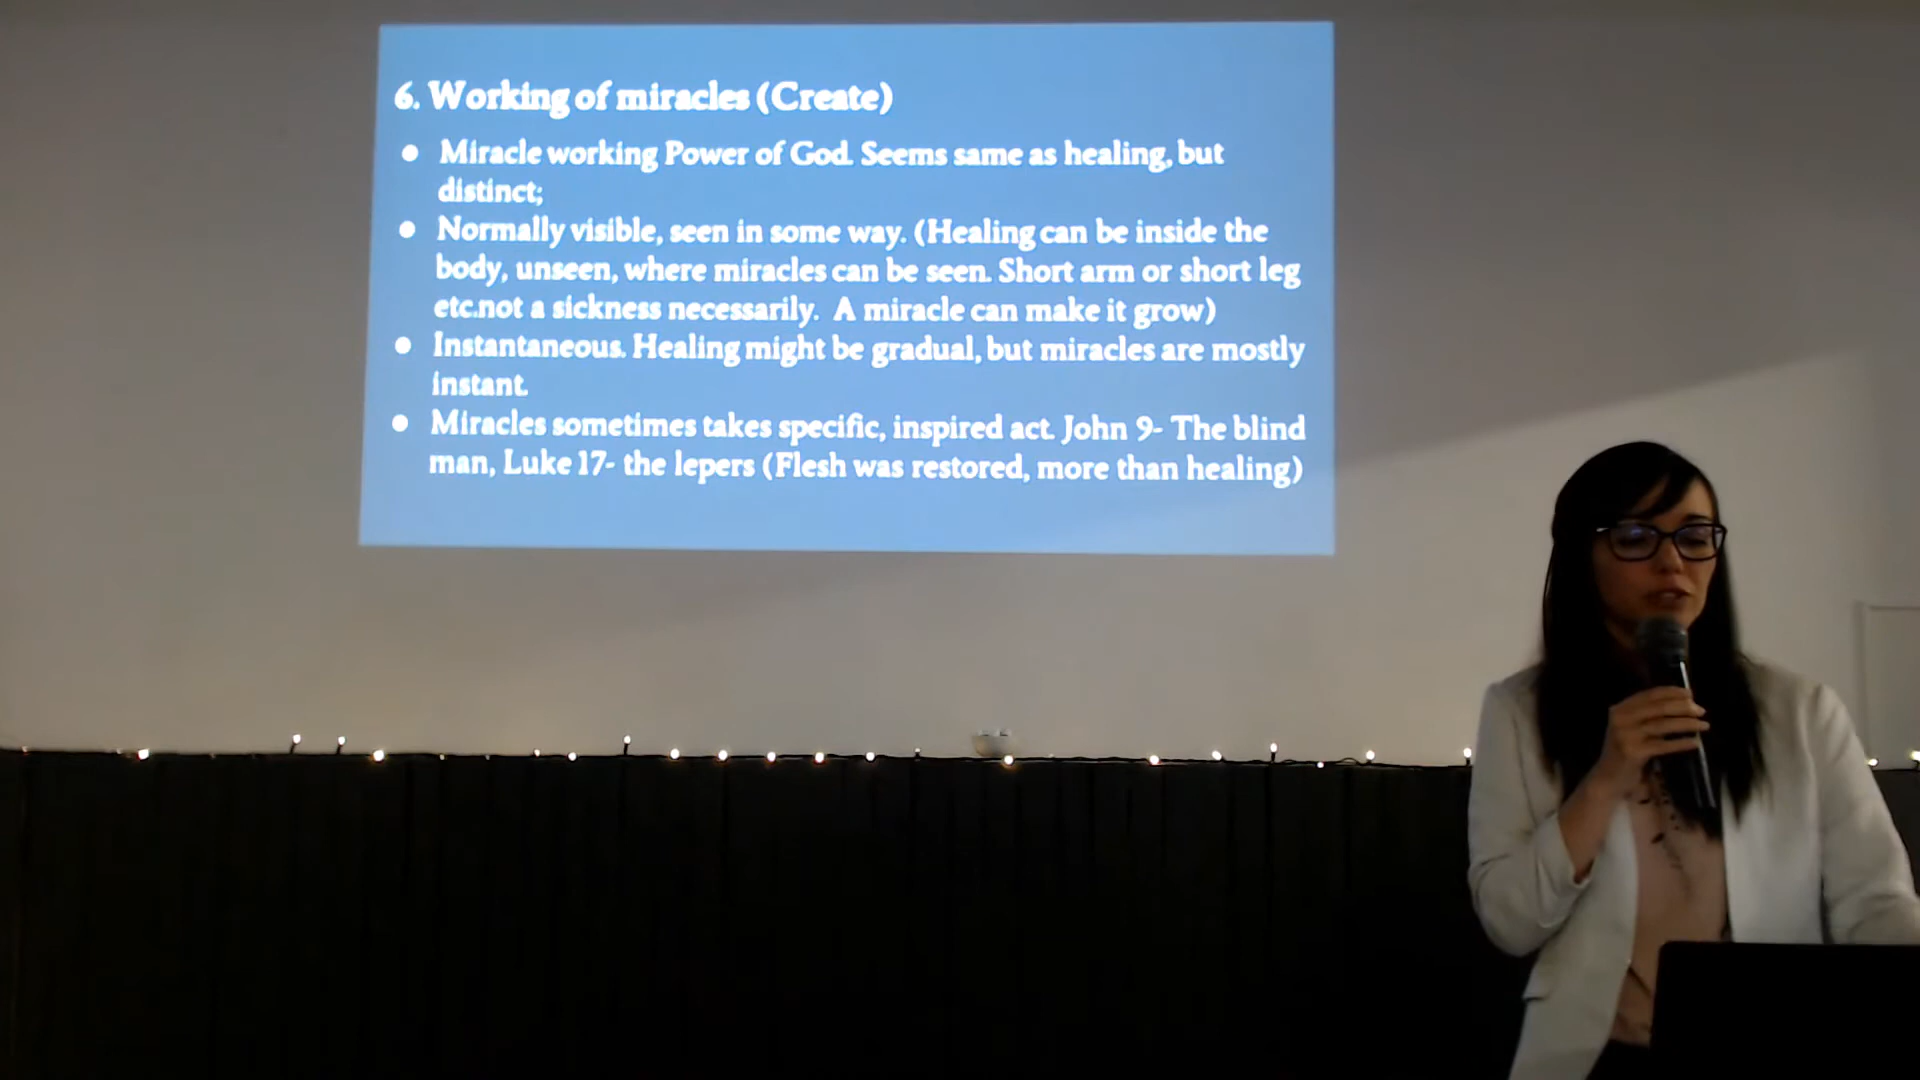 6. Working of miracles (Create)
● Miracle working Power of God. Seems same as healing, but
distinct;
● Normally visible, seen in some way. (Healing can be inside the
body, unseen, where miracles can be seen. Short arm or short leg
etc.not a sickness necessarily. A miracle can make it grow)
● Instantaneous. Healing might be gradual, but miracles are mostly
instant.
● Miracles sometimes takes specific, inspired act. John 9- The blind
man, Luke 17- the lepers (Flesh was restored, more than healing)